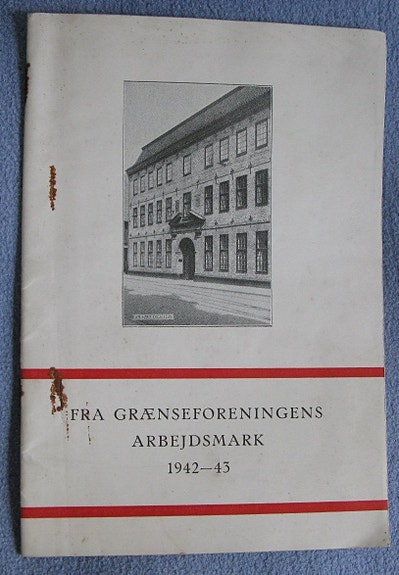 FRA GRÆNSEFORENINGENS
ARBEJDSMARK
1942—43